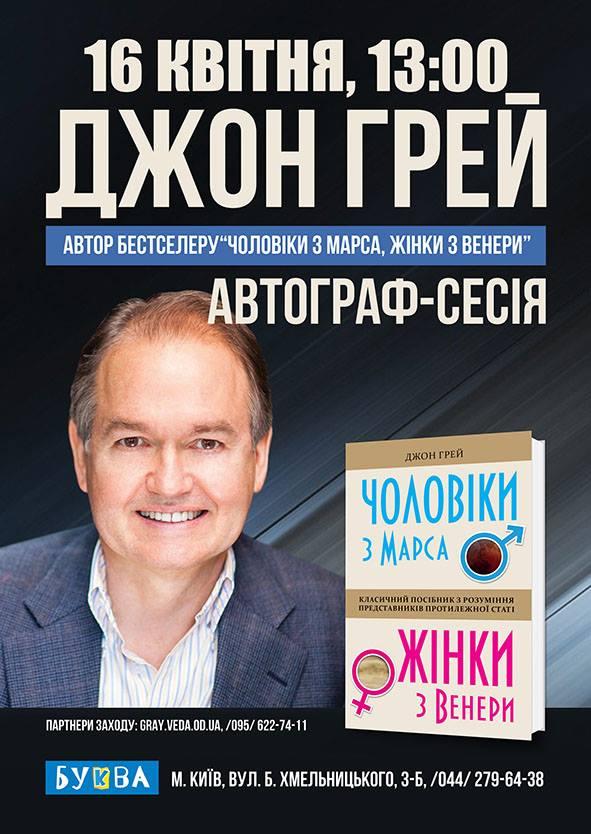 16 КВІТНЯ, 13:00
ДЖОН ГРЕЙ
АВТОР БЕСТСЕЛЕРУ“ЧОЛОВІКИ З МАРСА, ЖІНКИ З ВЕНЕРИ”
АВТОГРАФ-СЕСІЯ
ДЖОН ГРЕЙ
ЧОЛОВІКИ
З МАРСА
КЛАСИЧНИЙ ПОСІБНИК З РОЗУМІННЯ
ПРЕДСТАВНИКІВ ПРОТИЛЕЖНОЇ СТАТІ
ЖІНКИ
З ВЕНЕРИ
ПАРТНЕРИ ЗАХОДУ: GRAY.VEDA.OD.UA, /095/ 622-74-11
БУКВА
М. КИЇВ, ВУЛ. Б. ХМЕЛЬНИЦЬКОГО, 3-Б, /044/ 279-64-38